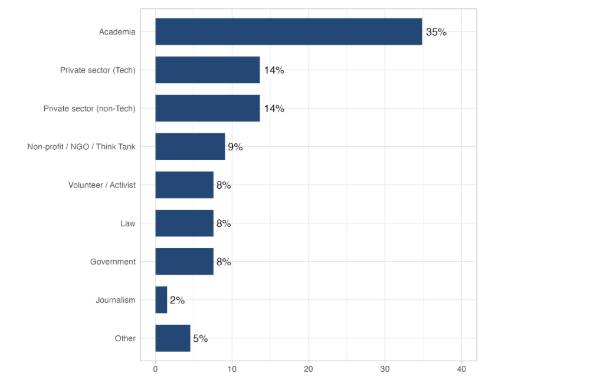 Academia 35%
Private sector (Tech) 14%
Private sector (non-Tech) 14%
Non-profit / NGO / Think Tank 9%
Volunteer / Activist 8%
Law 8%
Government 8%
Journalism 2%
Other 5%
0 10 20 30 40